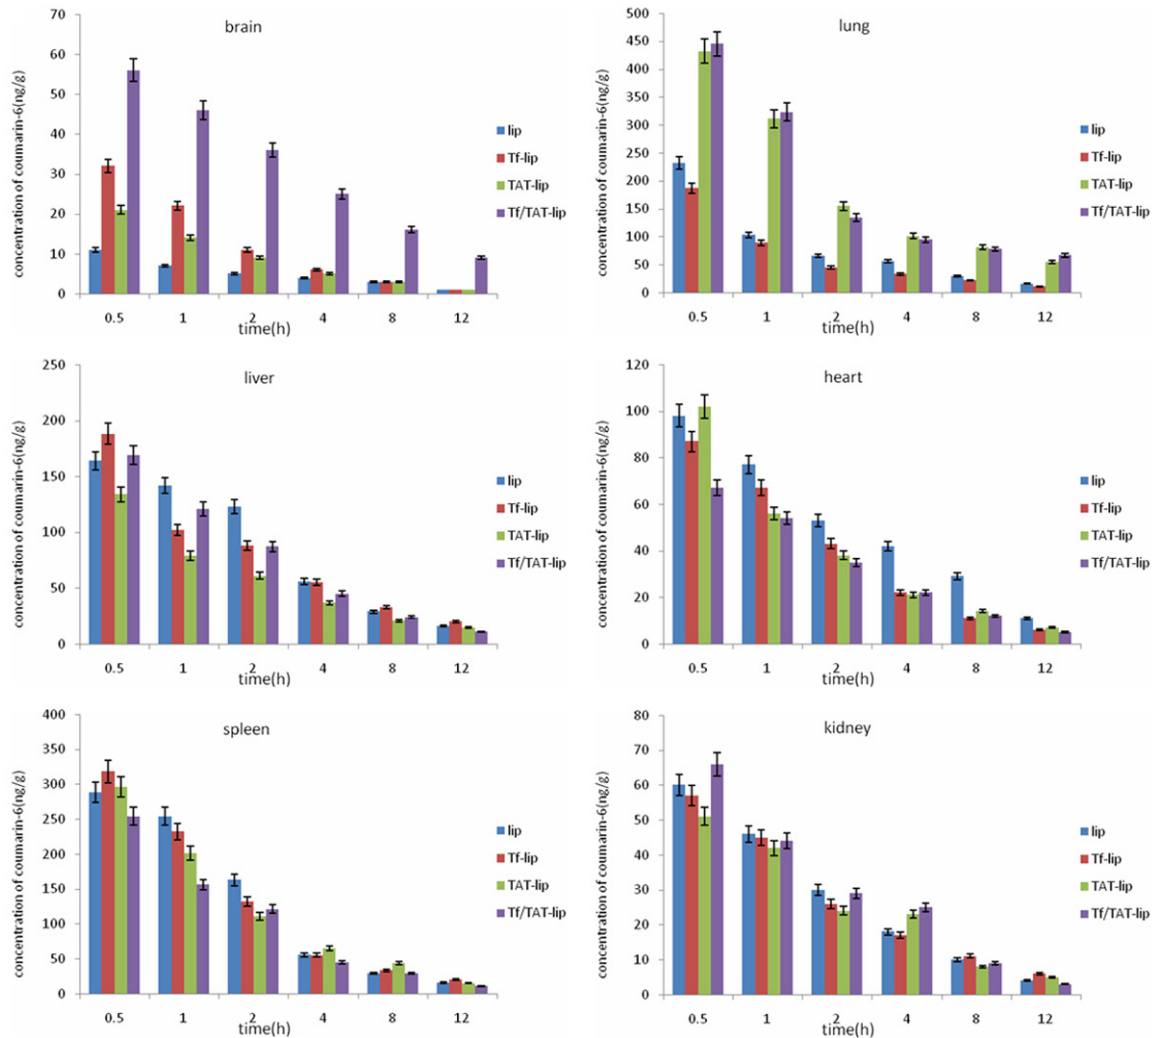 brain
concentration of coumarin-6(ng/g)
70
60
50
40
30
20
10
0
0.5 1 2 4 8 12
time(h)
lip
Tf-lip
TAT-lip
Tf/TAT-lip
lung
concentration of coumarin-6(ng/g)
500
450
400
350
300
250
200
150
100
50
0
0.5 1 2 4 8 12
time(h)
lip
Tf-lip
TAT-lip
Tf/TAT-lip
liver
concentration of coumarin-6(ng/g)
250
200
150
100
50
0
0.5 1 2 4 8 12
time(h)
lip
Tf-lip
TAT-lip
Tf/TAT-lip
heart
concentration of coumarin-6(ng/g)
120
100
80
60
40
20
0
0.5 1 2 4 8 12
time(h)
lip
Tf-lip
TAT-lip
Tf/TAT-lip
spleen
concentration of coumarin-6(ng/g)
400
350
300
250
200
150
100
50
0
0.5 1 2 4 8 12
time(h)
lip
Tf-lip
TAT-lip
Tf/TAT-lip
kidney
concentration of coumarin-6(ng/g)
80
70
60
50
40
30
20
10
0
0.5 1 2 4 8 12
time(h)
lip
Tf-lip
TAT-lip
Tf/TAT-lip